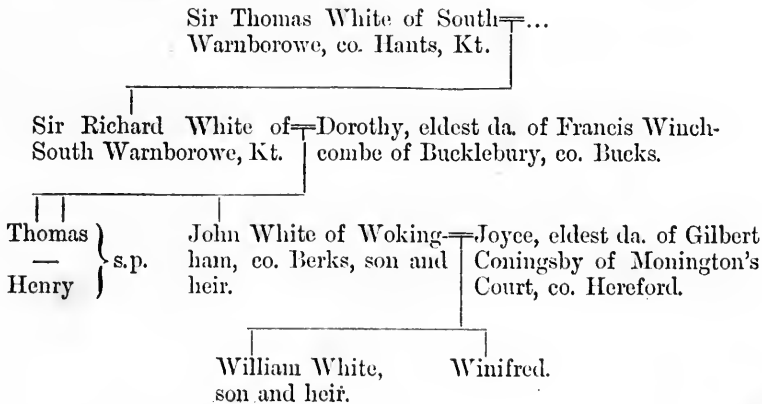 Sir Thomas White of South=...
Warnborowe, co. Hants, Kt.
Sir Richard White of=Dorothy, eldest da. of Francis Winch-
South Warnborowe, Kt. combe of Bucklebury, co. Bucks.
Thomas
—
Henry
} s.p.
John White of Woking-=Joyce, eldest da. of Gilbert
ham, co. Berks, son and Coningsby of Monington's
heir. Court, co. Hereford.
William White, Winifred.
son and heir.